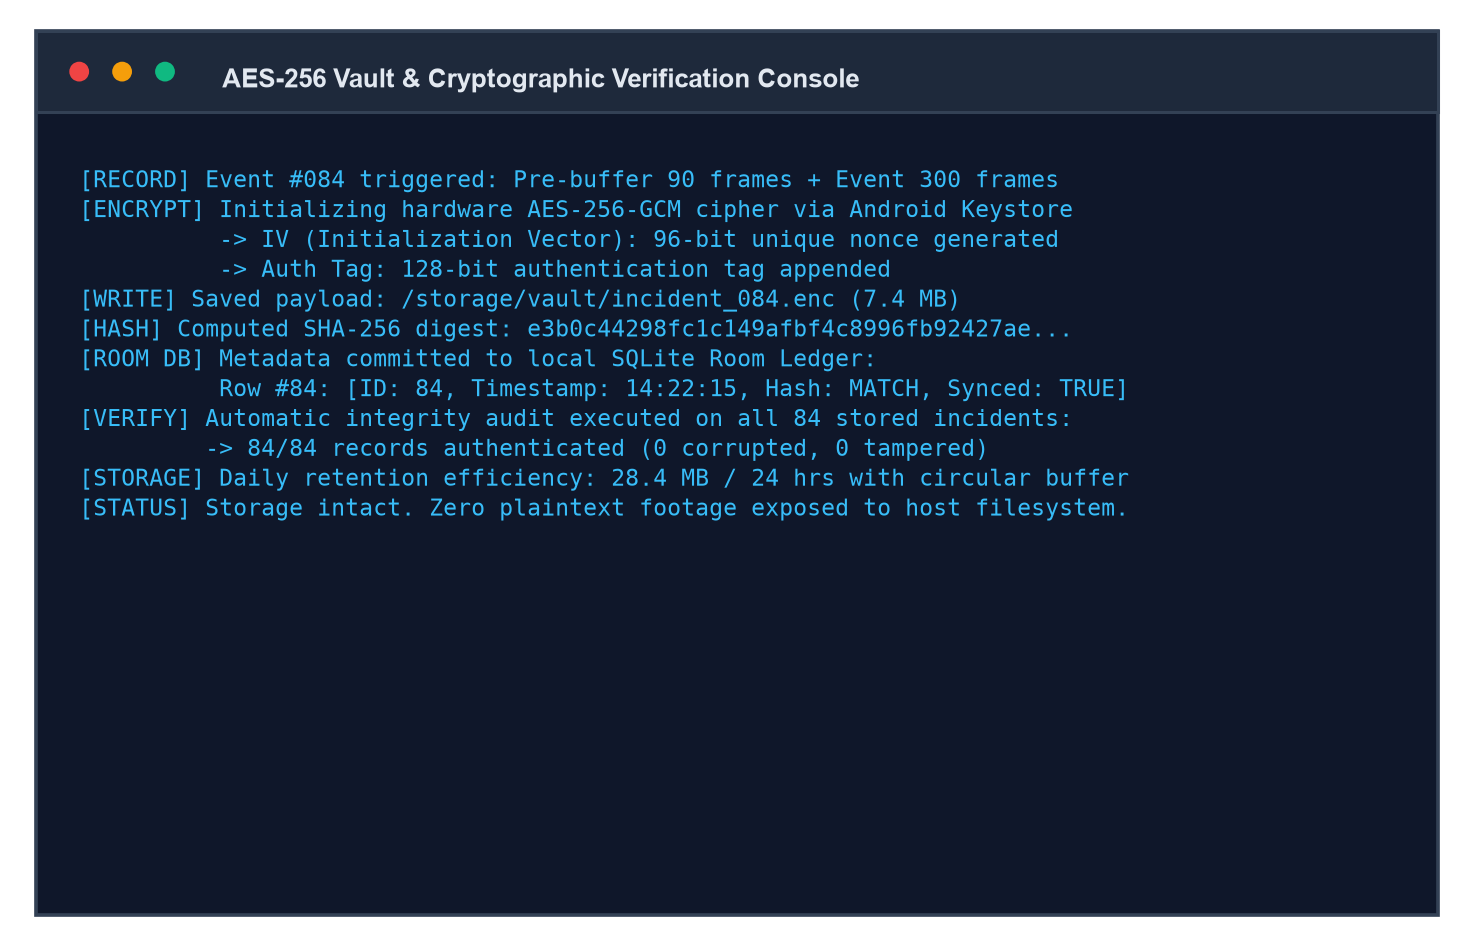 AES-256 Vault & Cryptographic Verification Console
[RECORD] Event #084 triggered: Pre-buffer 90 frames + Event 300 frames
[ENCRYPT] Initializing hardware AES-256-GCM cipher via Android Keystore
-> IV (Initialization Vector): 96-bit unique nonce generated
-> Auth Tag: 128-bit authentication tag appended
[WRITE] Saved payload: /storage/vault/incident_084.enc (7.4 MB)
[HASH] Computed SHA-256 digest: e3b0c44298fc1c149afbf4c8996fb92427ae...
[ROOM DB] Metadata committed to local SQLite Room Ledger:
Row #84: [ID: 84, Timestamp: 14:22:15, Hash: MATCH, Synced: TRUE]
[VERIFY] Automatic integrity audit executed on all 84 stored incidents:
-> 84/84 records authenticated (0 corrupted, 0 tampered)
[STORAGE] Daily retention efficiency: 28.4 MB / 24 hrs with circular buffer
[STATUS] Storage intact. Zero plaintext footage exposed to host filesystem.